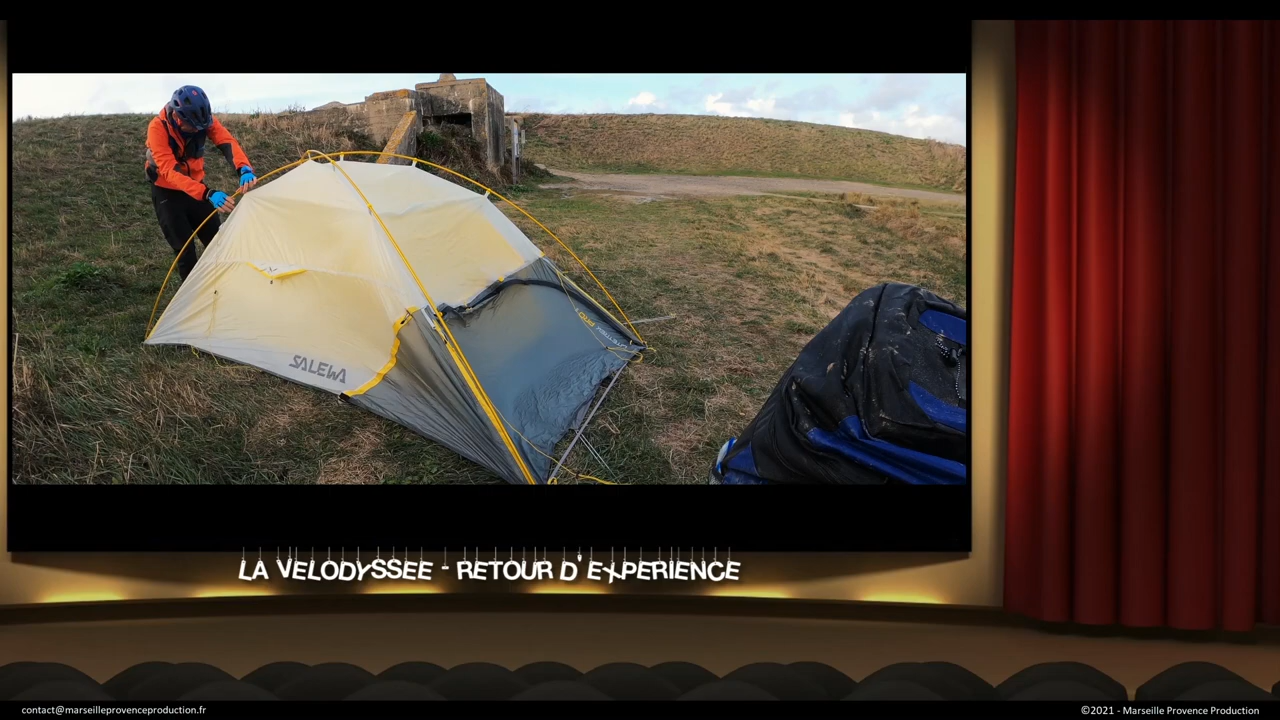 SALEWA
LA VELODYSSEE - RETOUR D'EXPERIENCE
contact@marseilleprovenceproduction.fr
©2021 - Marseille Provence Production